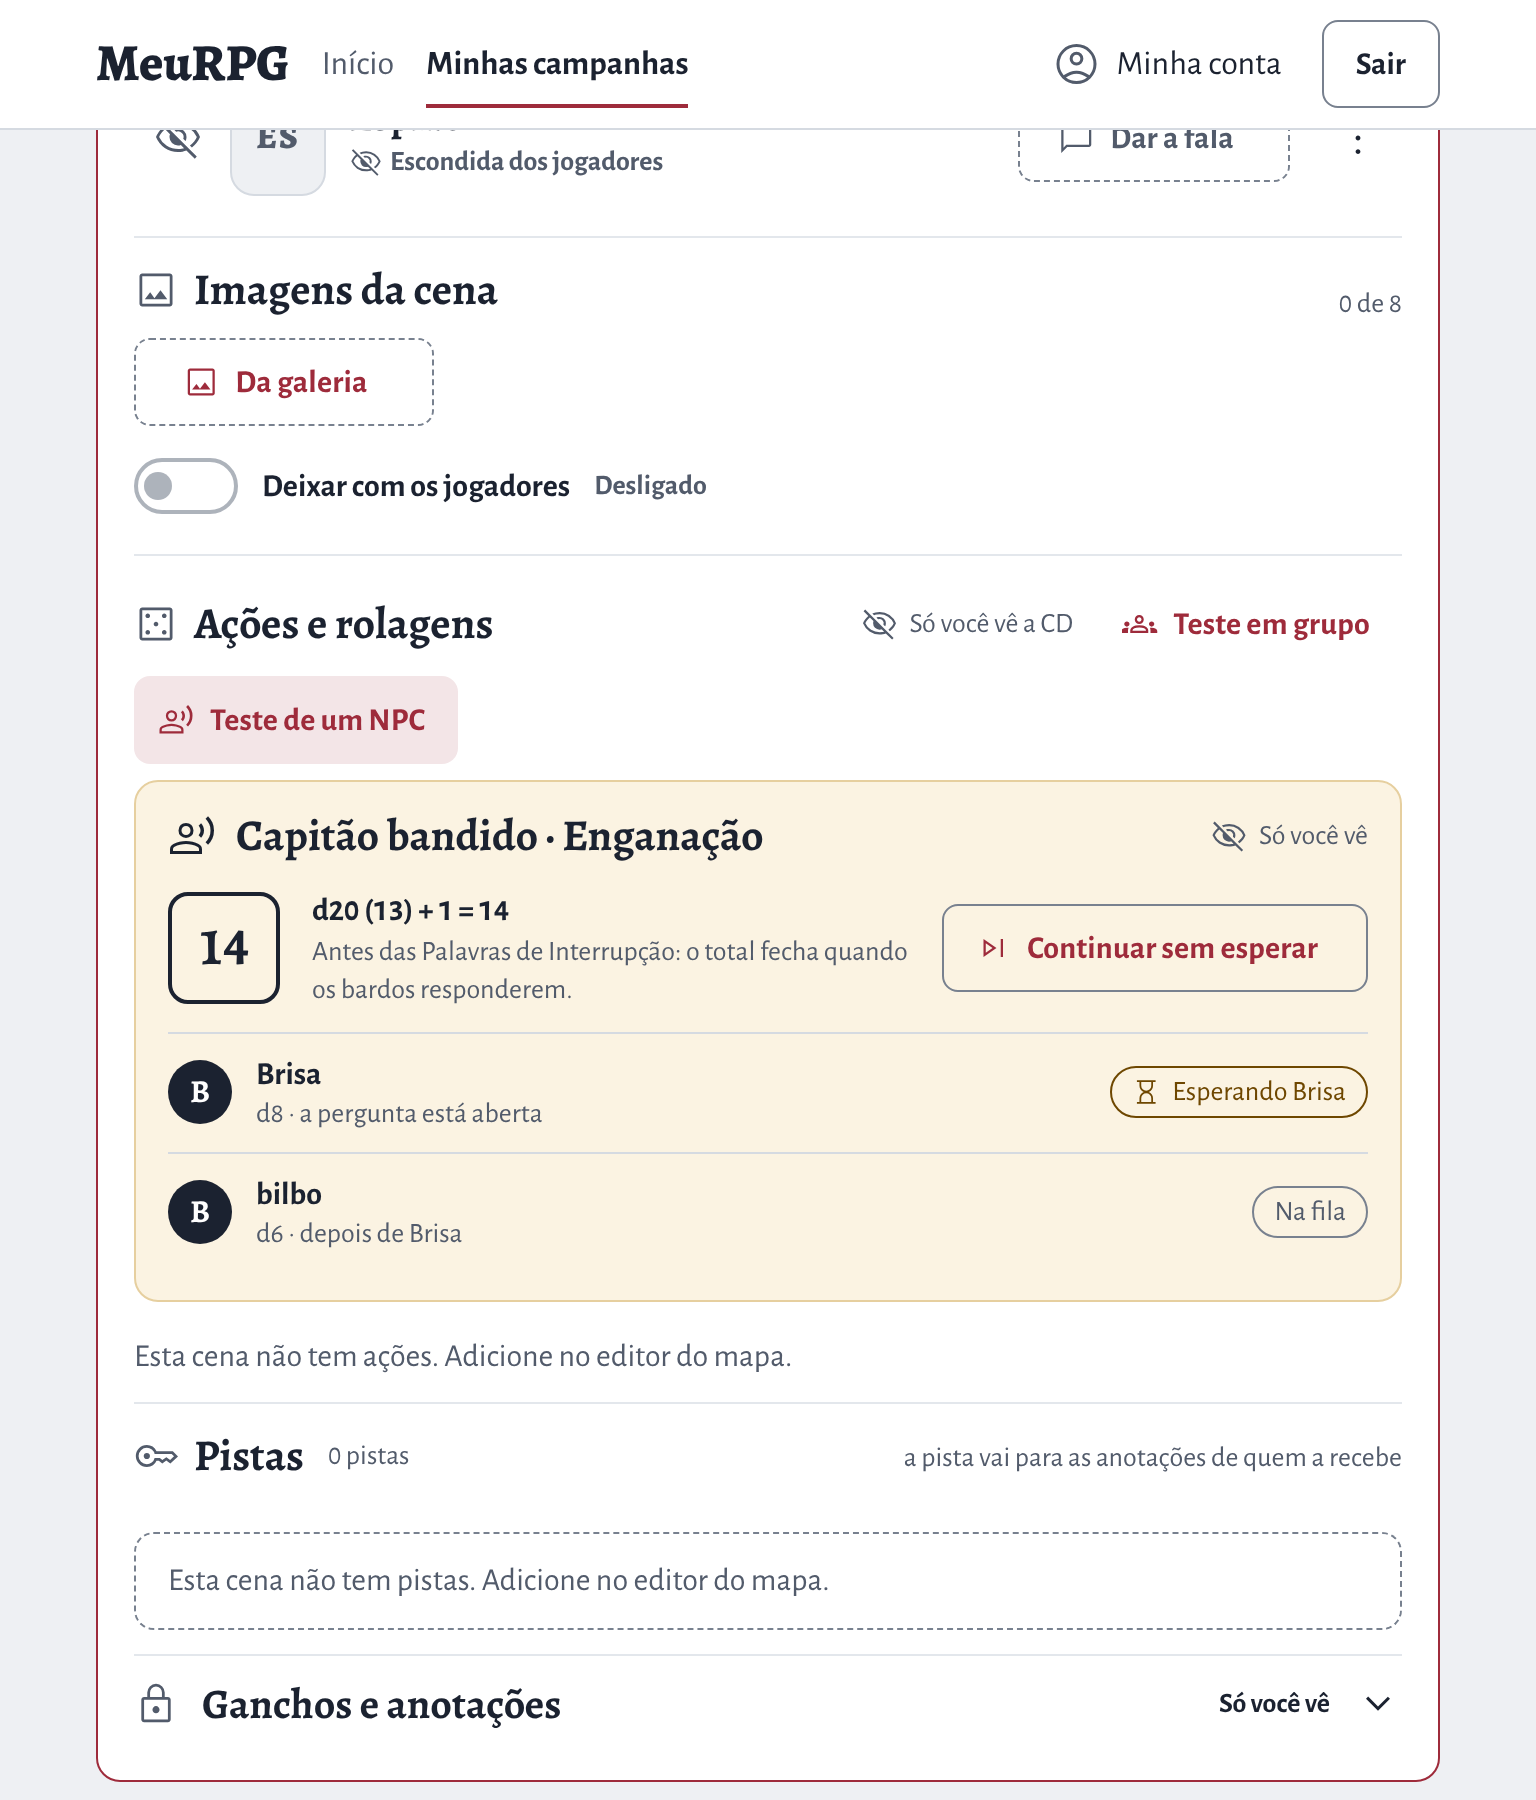 MeuRPG
Início
Minhas campanhas
Minha conta
Sair
ES
Escondida dos jogadores
Dar a fala
Imagens da cena
0 de 8
Da galeria
Deixar com os jogadores
Desligado
Ações e rolagens
Só você vê a CD
Teste em grupo
Teste de um NPC
Capitão bandido · Enganação
Só você vê
14
d20 (13) + 1 = 14
Antes das Palavras de Interrupção: o total fecha quando
os bardos responderem.
Continuar sem esperar
B
Brisa
d8 · a pergunta está aberta
Esperando Brisa
B
bilbo
d6 · depois de Brisa
Na fila
Esta cena não tem ações. Adicione no editor do mapa.
Pistas
0 pistas
a pista vai para as anotações de quem a recebe
Esta cena não tem pistas. Adicione no editor do mapa.
Ganchos e anotações
Só você vê